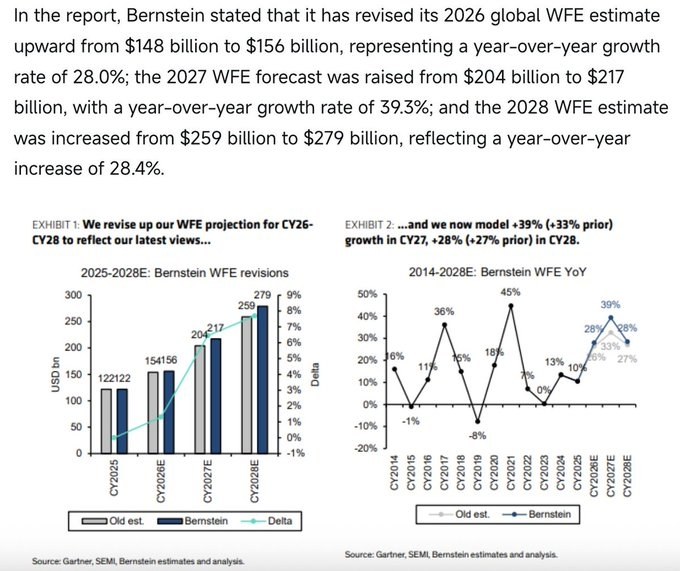 In the report, Bernstein stated that it has revised its 2026 global WFE estimate
upward from $148 billion to $156 billion, representing a year-over-year growth
rate of 28.0%; the 2027 WFE forecast was raised from $204 billion to $217
billion, with a year-over-year growth rate of 39.3%; and the 2028 WFE estimate
was increased from $259 billion to $279 billion, reflecting a year-over-year
increase of 28.4%.
EXHIBIT 1: We revise up our WFE projection for CY26-
CY28 to reflect our latest views...
2025-2028E: Bernstein WFE revisions
USD bn
300
250
200
150
100
50
0
122122
154156
204217
259
279
9%
8%
7%
6%
5%
4%
3%
2%
1%
0%
-1%
Delta
CY2025
CY2026E
CY2027E
CY2028E
Old est.
Bernstein
Delta
Source: Gartner, SEMI, Bernstein estimates and analysis.
EXHIBIT 2: ...and we now model +39% (+33% prior)
growth in CY27, +28% (+27% prior) in CY28.
2014-2028E: Bernstein WFE YoY
50%
40%
30%
20%
10%
0%
-10%
-20%
16%
-1%
11%
36%
15%
-8%
18%
45%
7%
0%
13%
10%
28%
26%
39%
33%
28%
27%
CY2014
CY2015
CY2016
CY2017
CY2018
CY2019
CY2020
CY2021
CY2022
CY2023
CY2024
CY2025
CY2026E
CY2027E
CY2028E
Old est.
Bernstein
Source: Gartner, SEMI, Bernstein estimates and analysis.